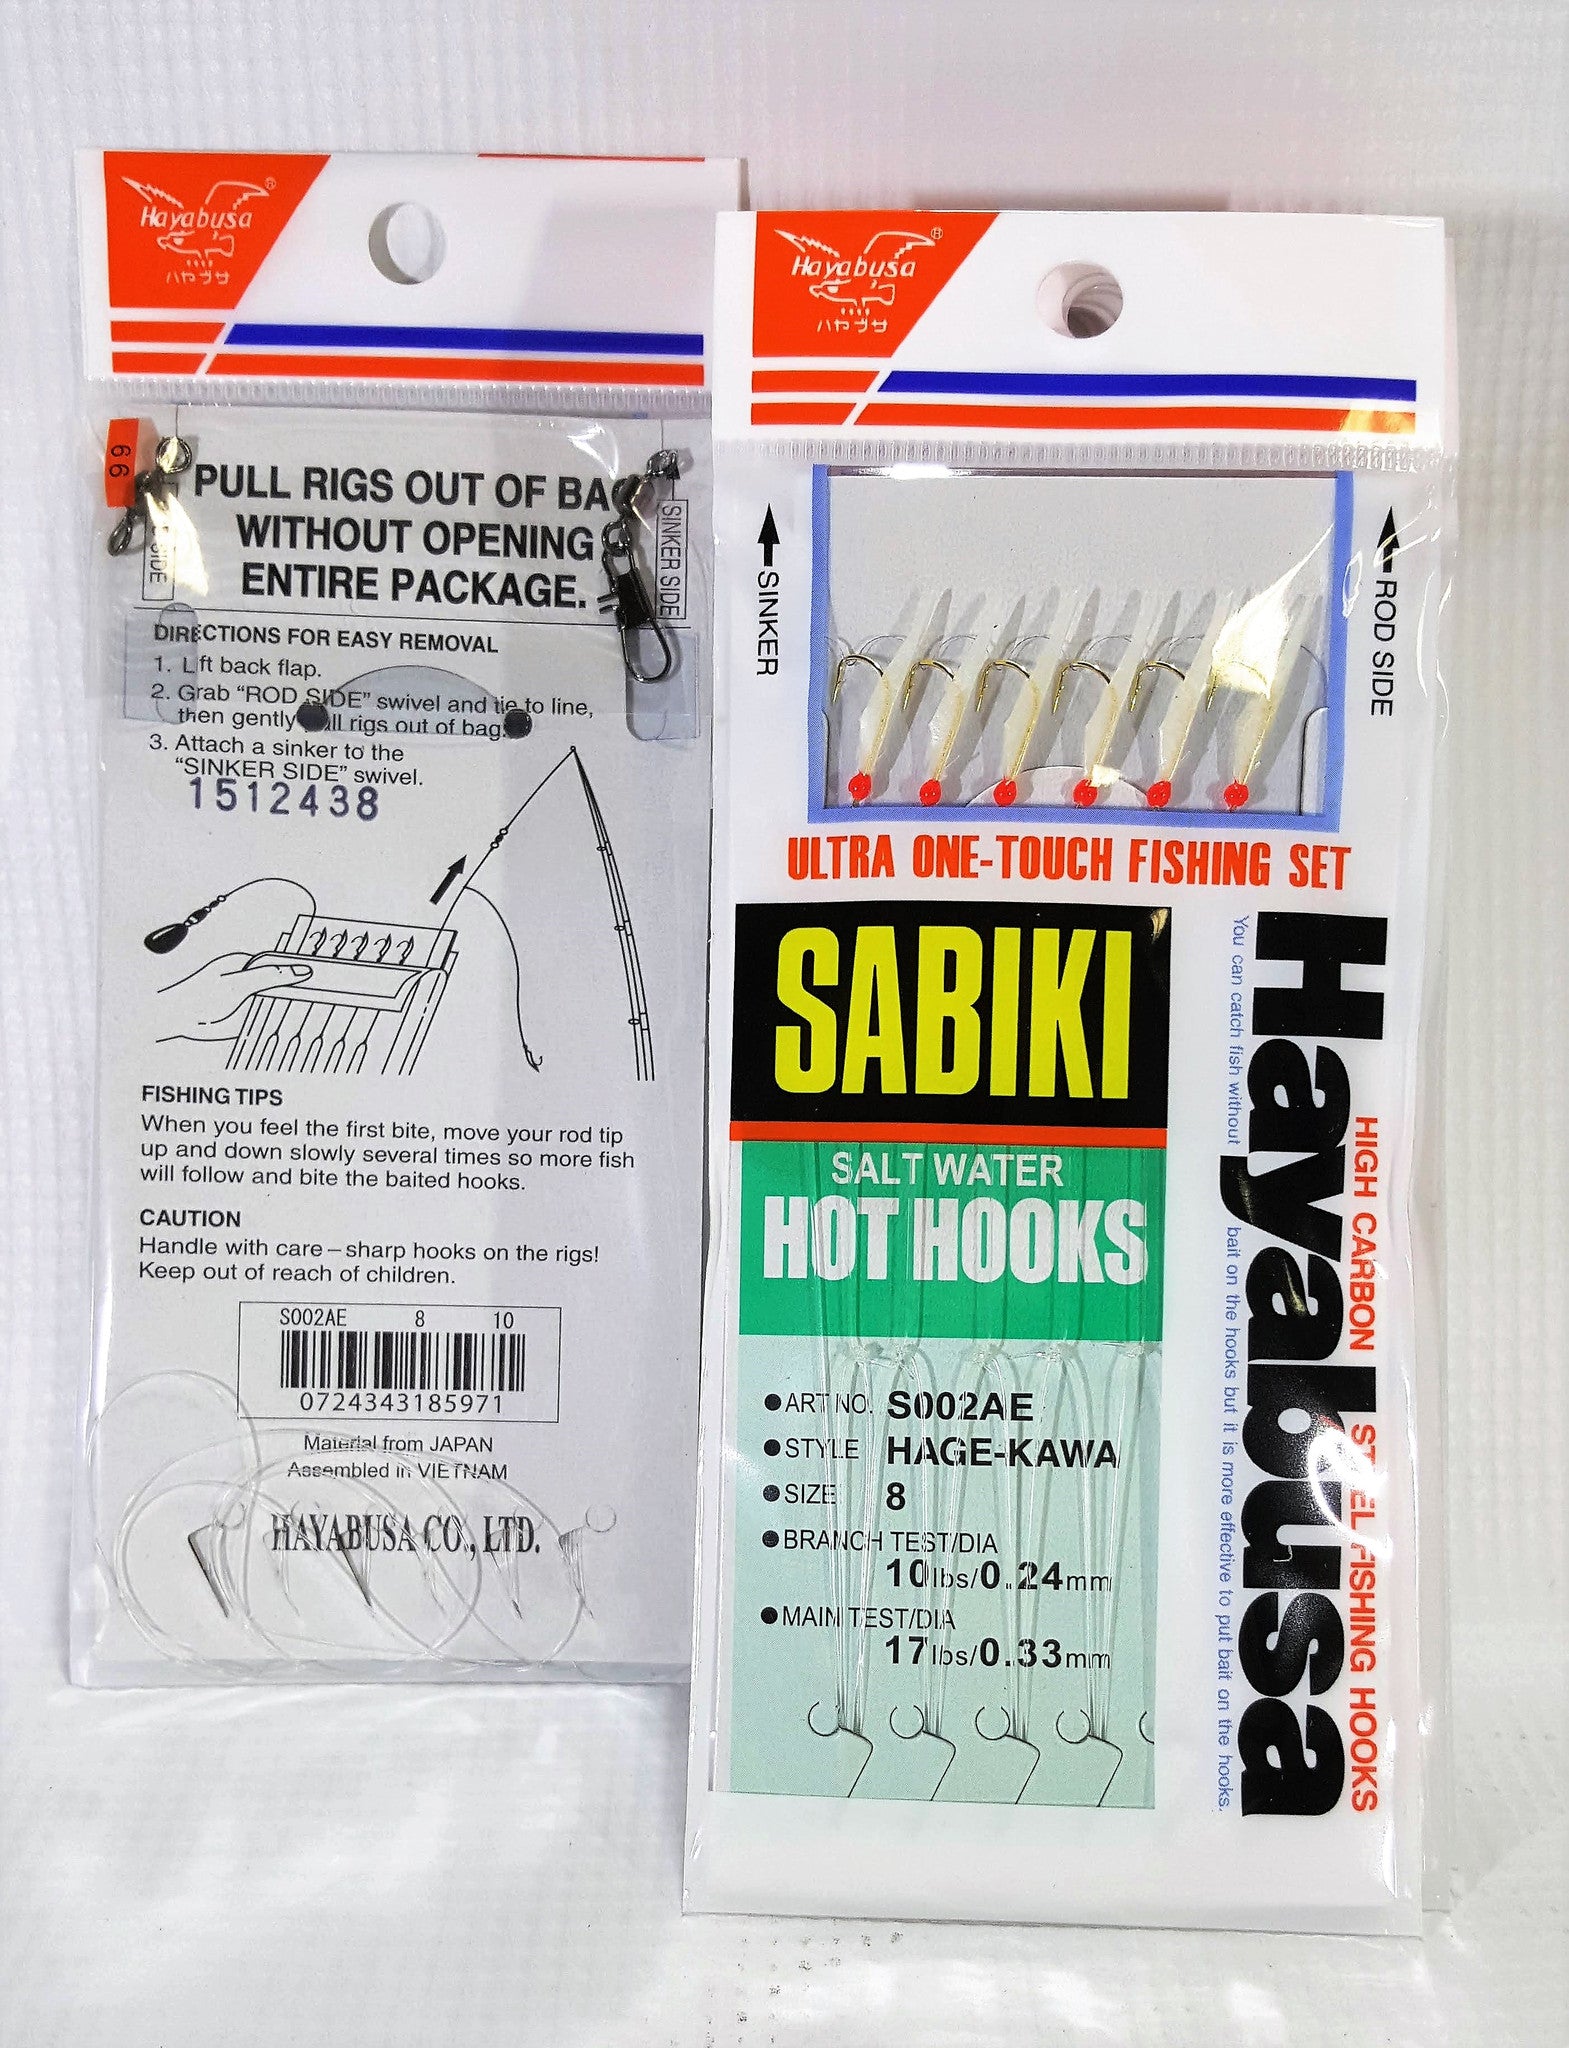 Hayabusa
®
ハヤブサ
66
PULL RIGS OUT OF BAG
WITHOUT OPENING
ENTIRE PACKAGE.
SIDE
SINKER SIDE
DIRECTIONS FOR EASY REMOVAL
1. Lift back flap.
2. Grab “ROD SIDE” swivel and tie to line,
then gently rigs out of bag.
3. Attach a sinker to the
“SINKER SIDE” swivel.
1512438
FISHING TIPS
When you feel the first bite, move your rod tip
up and down slowly several times so more fish
will follow and bite the baited hooks.
CAUTION
Handle with care – sharp hooks on the rigs!
Keep out of reach of children.
S002AE 8 10
0724343185971
Material from JAPAN
Assembled in VIETNAM
HAYABUSA CO., LTD.
Hayabusa
®
ハヤブサ
SINKER
ROD SIDE
ULTRA ONE-TOUCH FISHING SET
SABIKI
SALT WATER
HOT HOOKS
● ART NO. S002AE
● STYLE HAGE-KAWA
● SIZE 8
● BRANCH TEST/DIA
10lbs/0.24mm
● MAIN TEST/DIA
17lbs/0.33mm
HIGH CARBON STEEL FISHING HOOKS
Hayabusa
You can catch fish without bait on the hooks but it is more effective to put bait on the hooks.